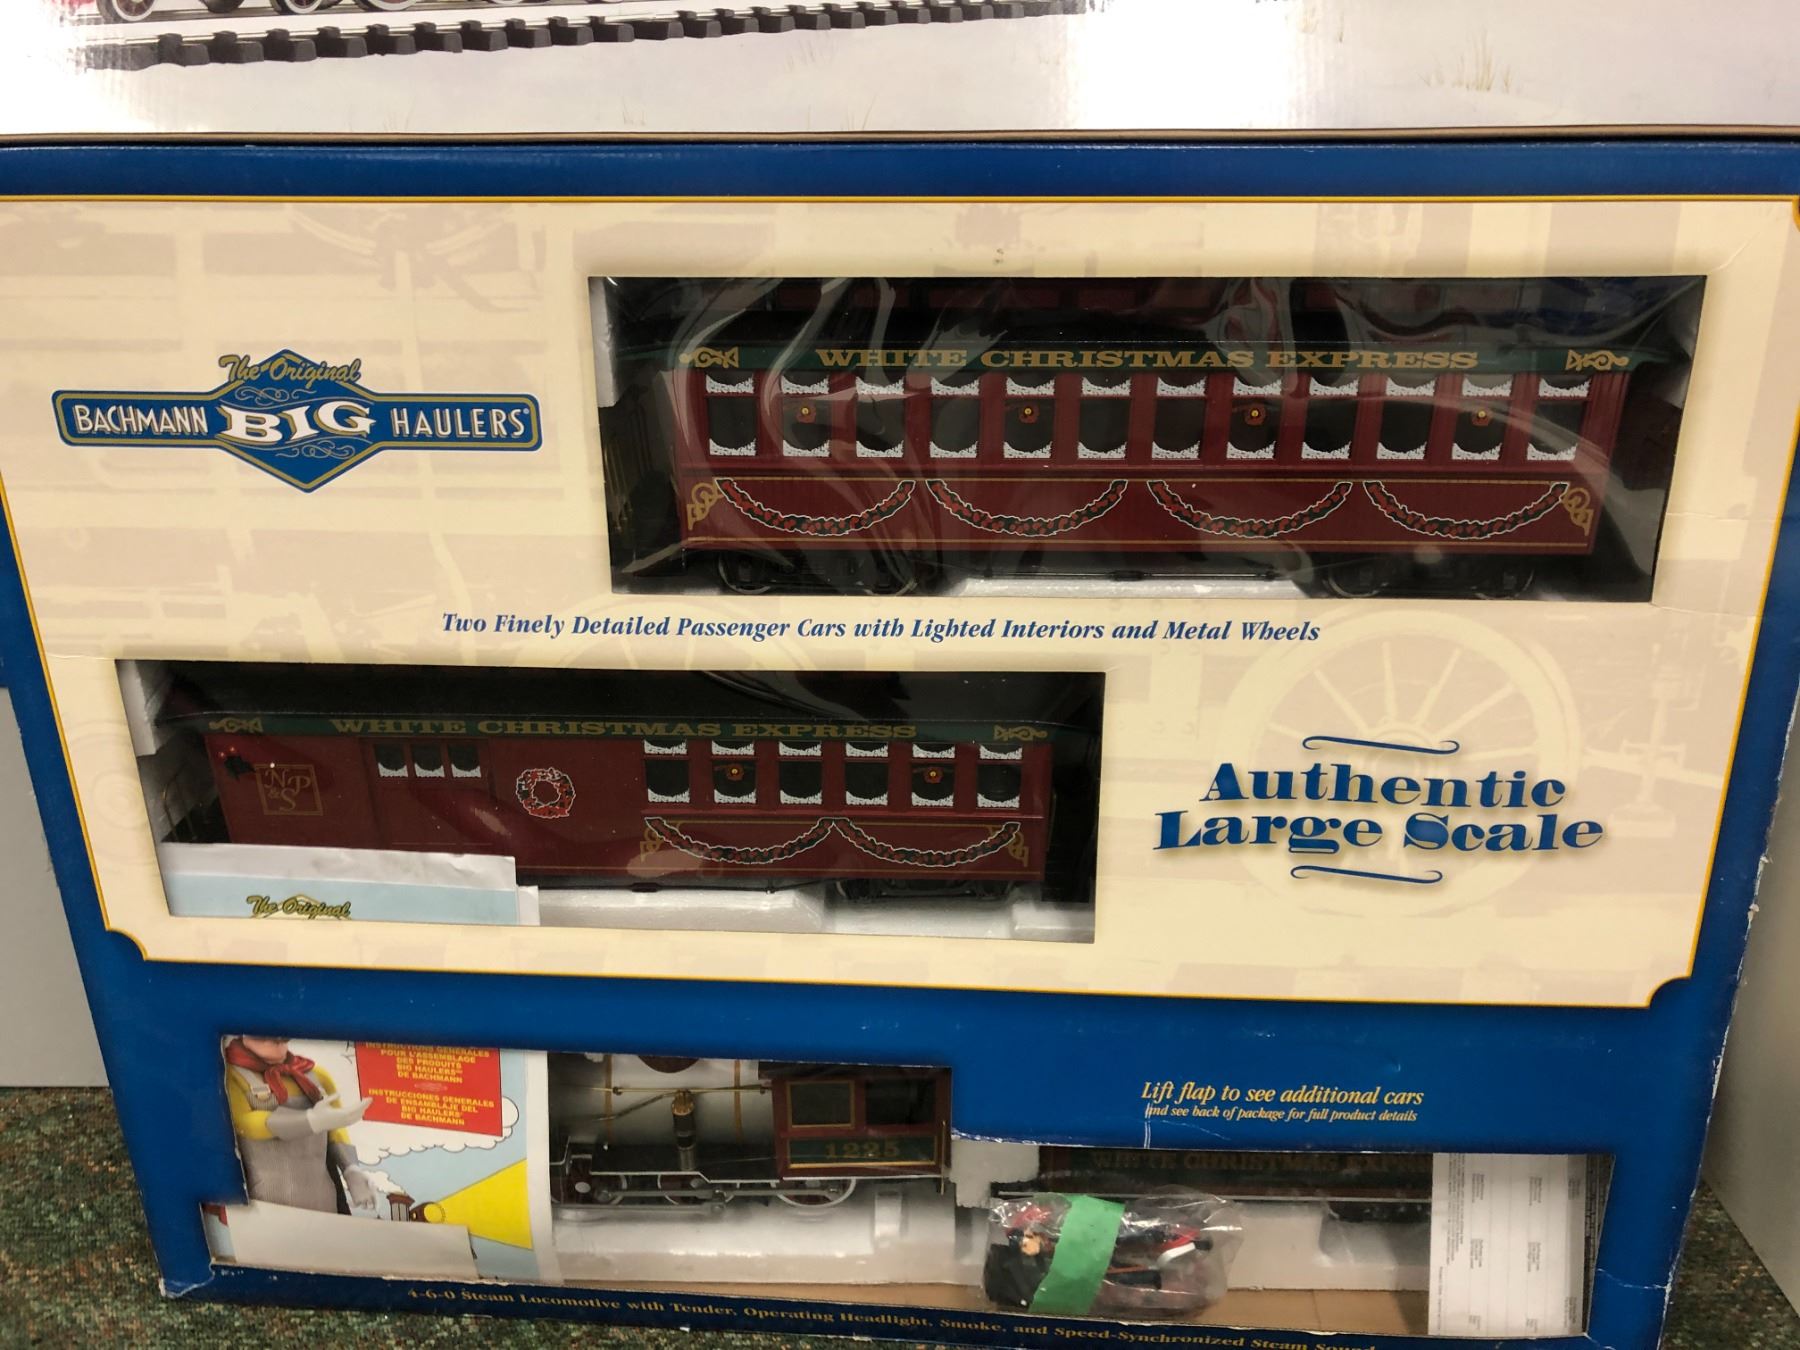 The Original
BACHMANN BIG HAULERS®
WHITE CHRISTMAS EXPRESS
Two Finely Detailed Passenger Cars with Lighted Interiors and Metal Wheels
WHITE CHRISTMAS EXPRESS
NP
&S
Authentic
Large Scale
The Original
INSTRUCTIONS GENERALES
POUR L'ASSEMBLAGE
DES PRODUITS
BIG HAULERS
DE BACHMANN
INSTRUCCIONES GENERALES
DE ENSAMBLAJE DEL
BIG HAULERS
DE BACHMANN
1225
Lift flap to see additional cars
and see back of package for full product details
WHITE CHRISTMAS
4-6-0 Steam Locomotive with Tender, Operating Headlight, Smoke, and Speed-Synchronized Steam